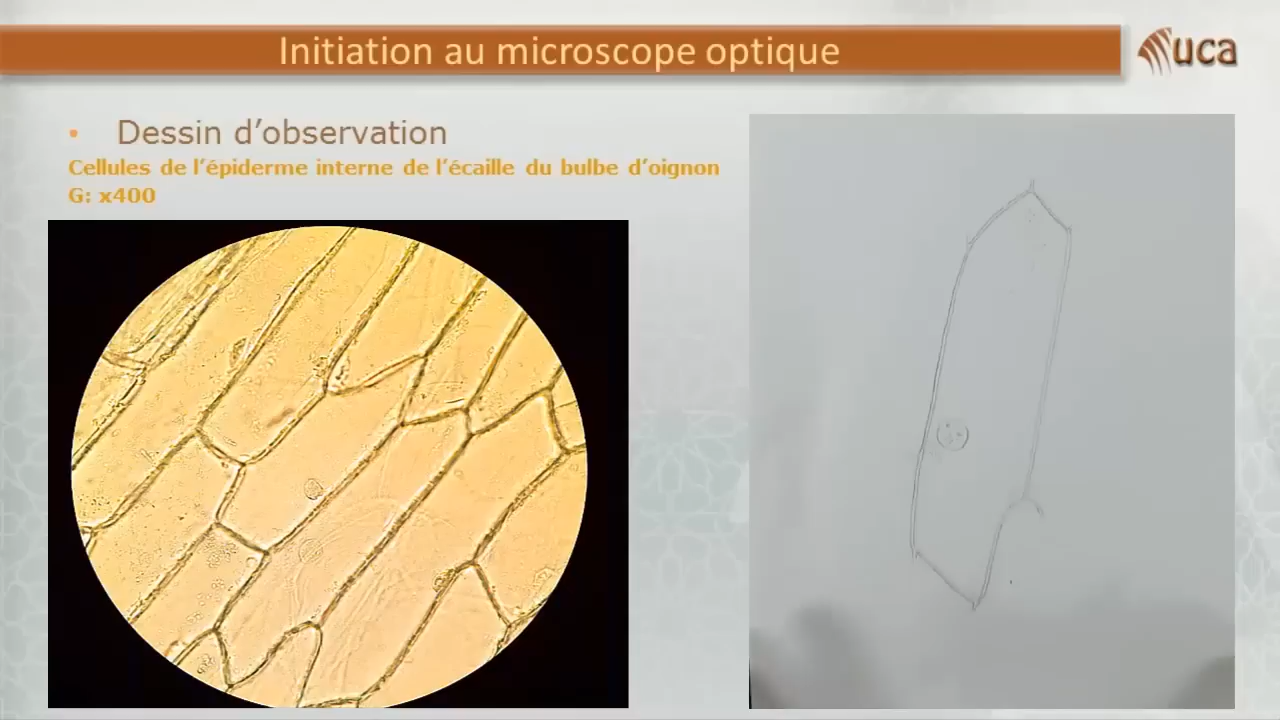 Initiation au microscope optique
uca
• Dessin d’observation
Cellules de l’épiderme interne de l’écaille du bulbe d’oignon
G: x400